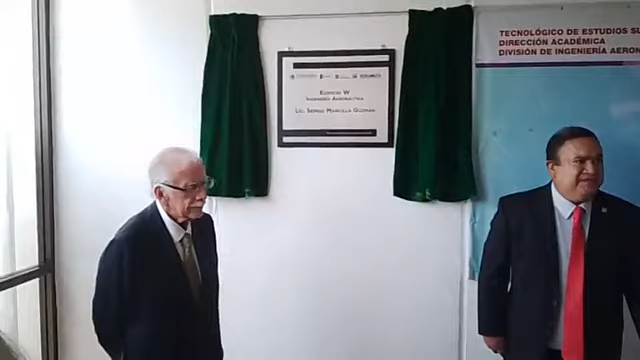 EDIFICIO W
INGENIERÍA AERONÁUTICA
LIC. SERGIO MANCILLA GUZMÁN
TECNOLÓGICO DE ESTUDIOS SU
DIRECCIÓN ACADÉMICA
DIVISIÓN DE INGENIERÍA AERON